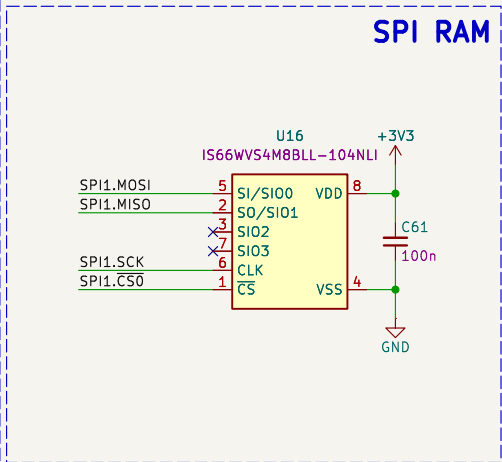 SPI RAM
U16
IS66WVS4M8BLL-104NLI
+3V3
SPI1.MOSI 5 SI/SIO0 VDD 8
SPI1.MISO 2 SO/SIO1
3 SIO2
7 SIO3
C61
100n
SPI1.SCK 6 CLK
SPI1.CS0 1 CS VSS 4
GND